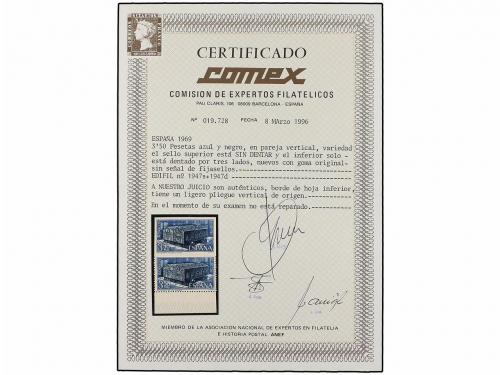 CERTIFICADO
comex
COMISION DE EXPERTOS FILATELICOS
PAU CLARIS, 106 08009 BARCELONA - ESPAÑA
Nº 019.728 FECHA 8 MArzo 1996
ESPAÑA 1969
3'50 Pesetas azul y negro, en pareja vertical, variedad
el sello superior está SIN DENTAR y el inferior solo -
está dentado por tres lados, nuevos con goma original-
sin señal de fijasellos.
EDIFIL nº 1947s+1947d
A NUESTRO JUICIO son auténticos, borde de hoja inferior,
tiene un ligero pliegue vertical de origen.
En el momento de su examen no está reparado.
ESPAÑA
ESPAÑA
MIEMBRO DE LA ASOCIACION NACIONAL DE EXPERTOS EN FILATELIA
E HISTORIA POSTAL ANEF